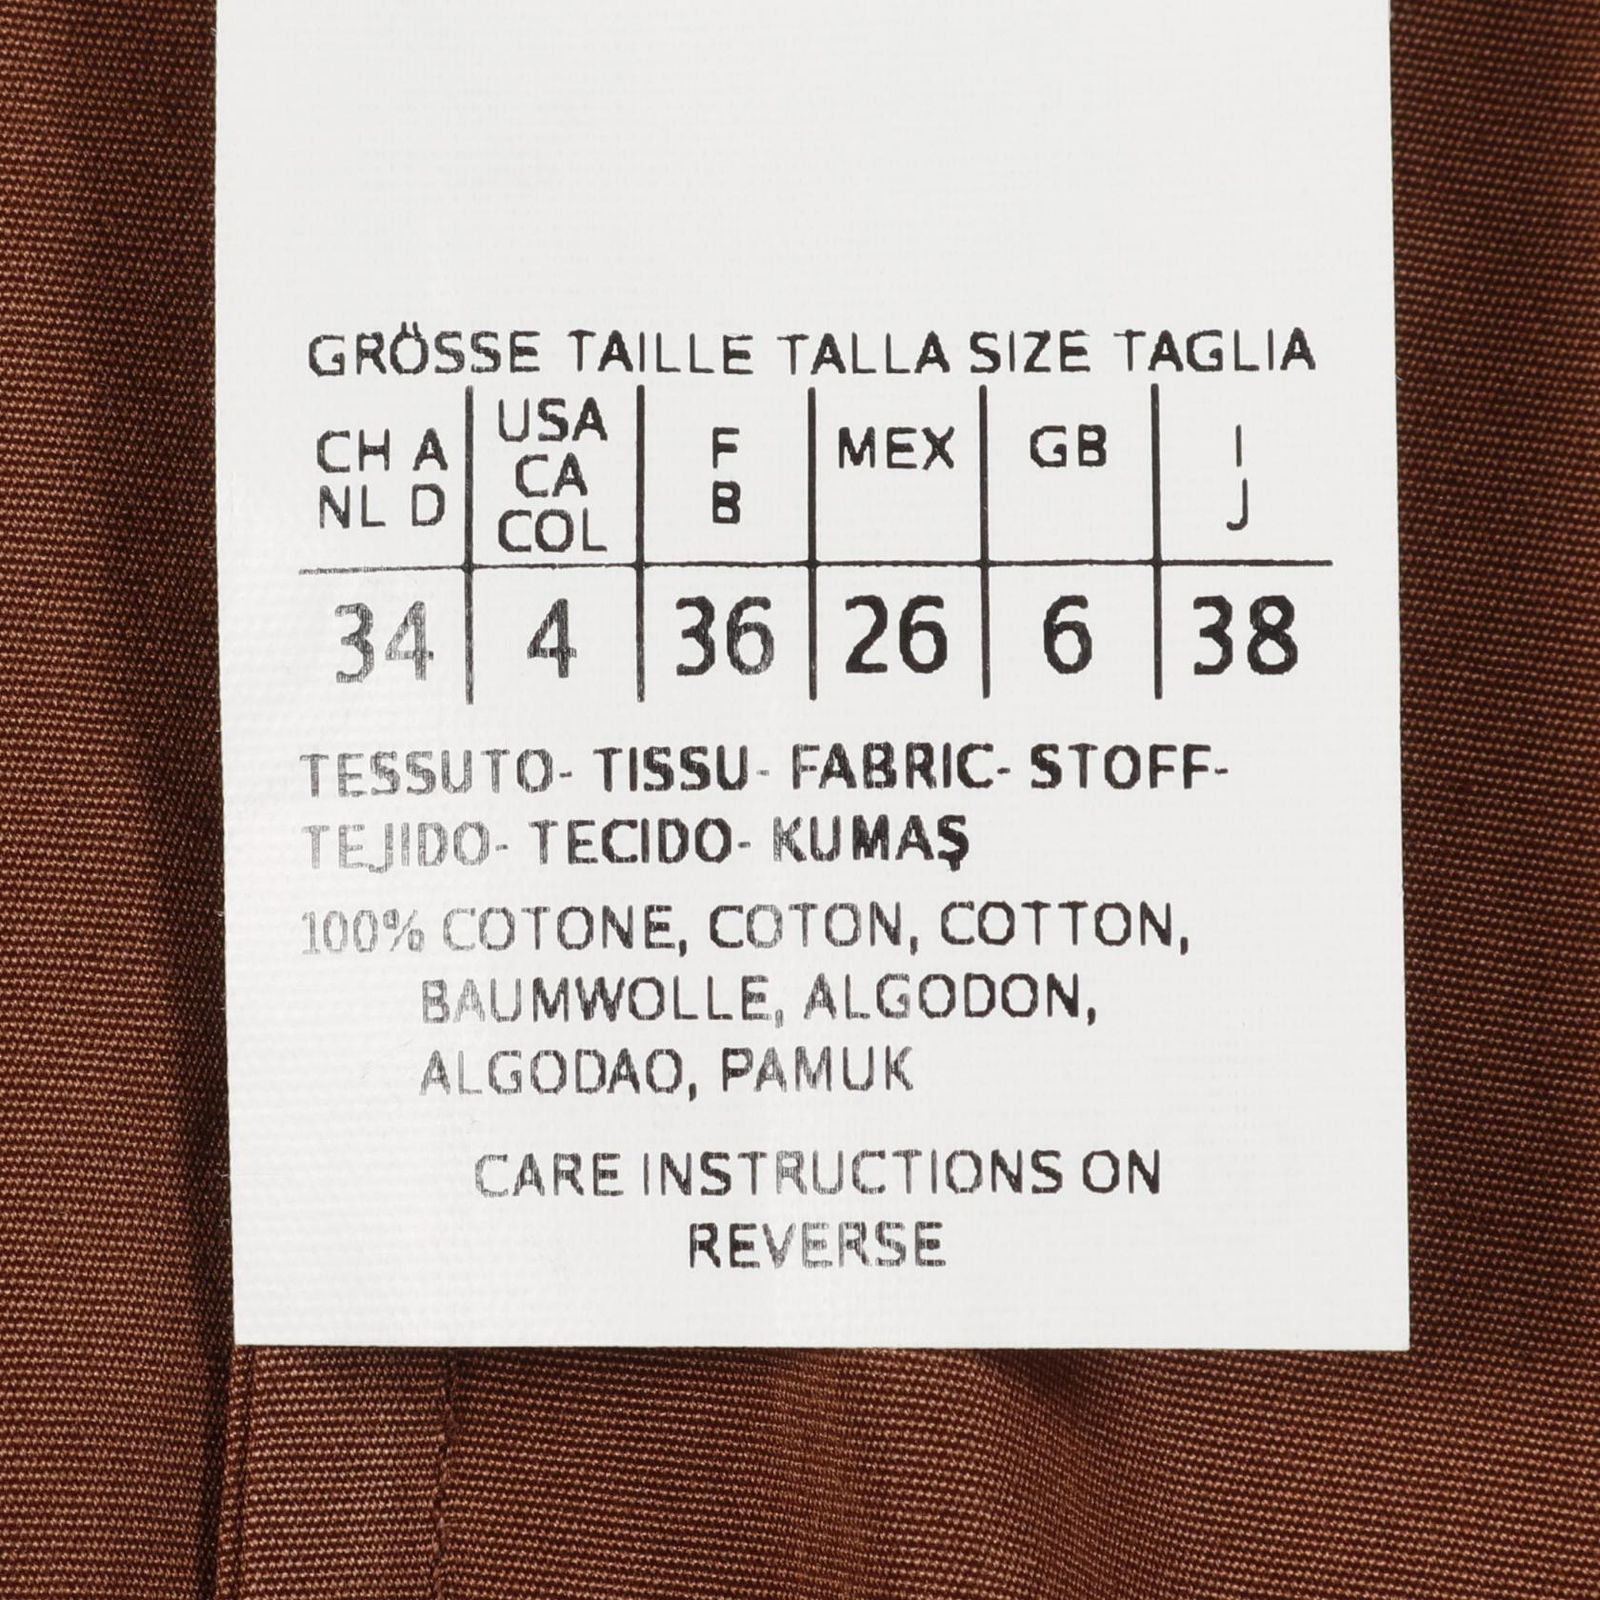 GRÖSSE TAILLE TALLA SIZE TAGLIA
CH A NL D | USA CA COL | F B | MEX | GB | I J
34 | 4 | 36 | 26 | 6 | 38
TESSUTO- TISSU- FABRIC- STOFF-
TEJIDO- TECIDO- KUMAŞ
100% COTONE, COTON, COTTON,
BAUMWOLLE, ALGODON,
ALGODAO, PAMUK
CARE INSTRUCTIONS ON
REVERSE